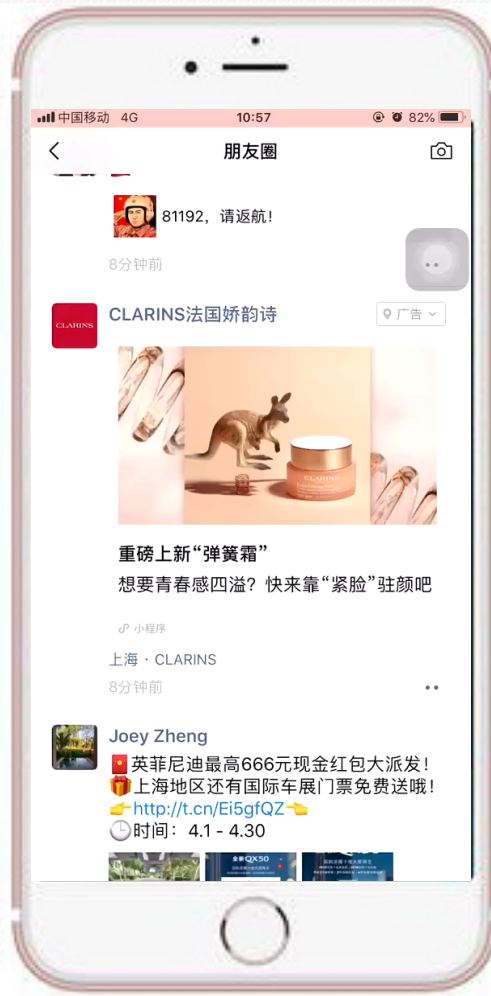 中国移动 4G 10:57 82%
朋友圈
81192，请返航！
8分钟前
CLARINS
CLARINS法国娇韵诗
广告
CLARINS
重磅上新“弹簧霜”
想要青春感四溢？快来靠“紧脸”驻颜吧
小程序
上海 · CLARINS
8分钟前
Joey Zheng
🧧英菲尼迪最高666元现金红包大派发！
🎁上海地区还有国际车展门票免费送哦！
👉http://t.cn/Ei5gfQZ👈
🕒时间：4.1 - 4.30
全新QX50